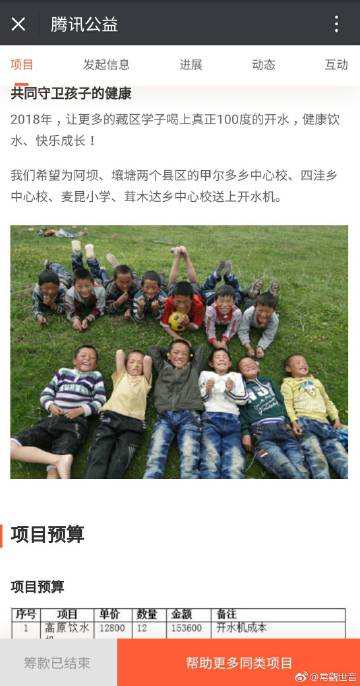 腾讯公益
项目 发起信息 进展 动态 互动
共同守卫孩子的健康
2018年，让更多的藏区学子喝上真正100度的开水，健康饮
水、快乐成长！
我们希望为阿坝、壤塘两个县区的甲尔多乡中心校、四洼乡
中心校、麦昆小学、茸木达乡中心校送上开水机。
项目预算
项目预算
序号 项目 单价 数量 金额 备注
1 高原饮水 12800 12 153600 开水机成本
筹款已结束
帮助更多同类项目
@常觀世音